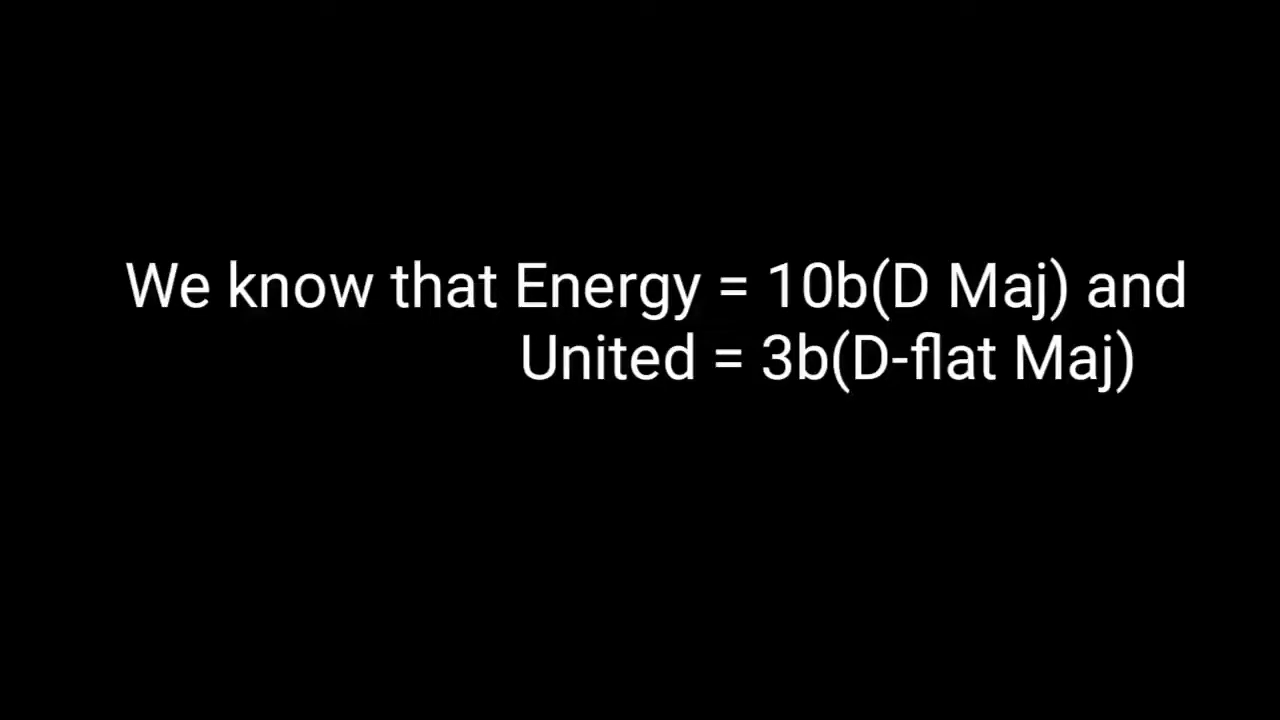 We know that Energy = 10b(D Maj) and
United = 3b(D-flat Maj)